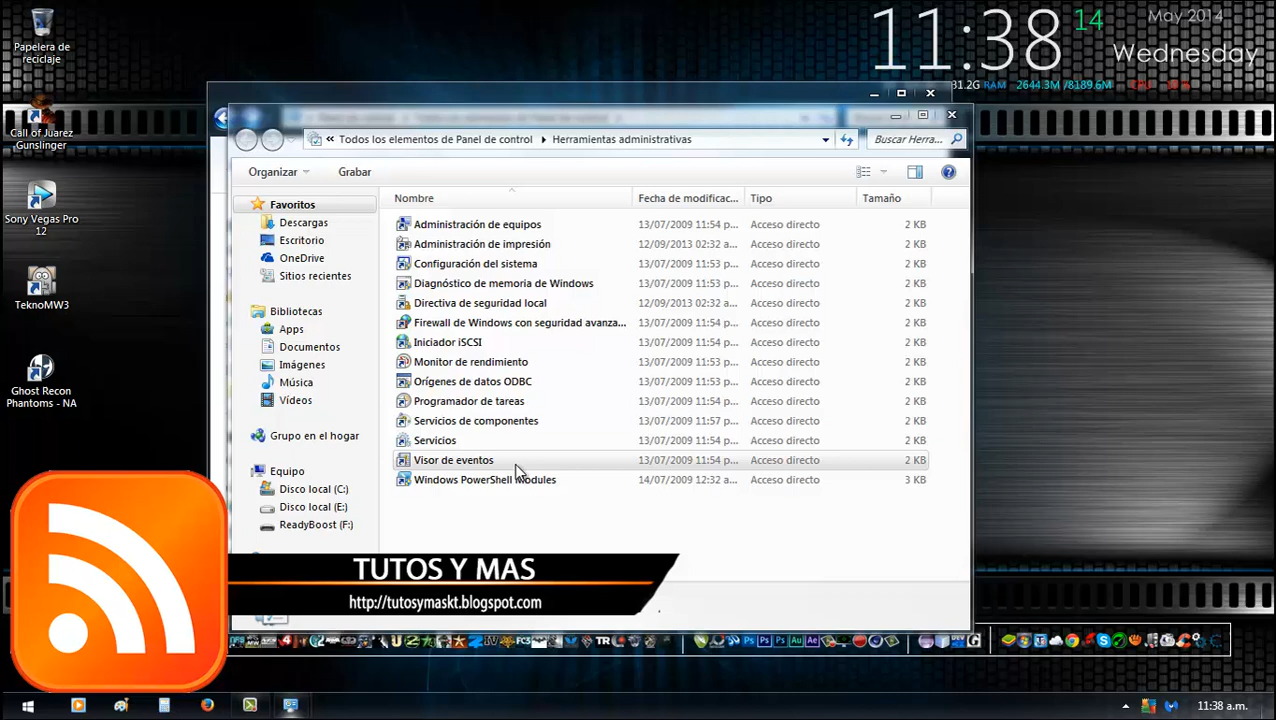 Papelera de
reciclaje
Call of Juarez
Gunslinger
Sony Vegas Pro
12
TeknoMW3
Ghost Recon
Phantoms - NA
11:38
14
May 2014
Wednesday
31.2G RAM 2644.3M /8189.6M
« Todos los elementos de Panel de control Herramientas administrativas
Buscar Herra...
Organizar Grabar
Nombre Fecha de modificac... Tipo Tamaño
Favoritos
Descargas
Escritorio
OneDrive
Sitios recientes
Bibliotecas
Apps
Documentos
Imágenes
Música
Vídeos
Grupo en el hogar
Equipo
Disco local (C:)
Disco local (E:)
ReadyBoost (F:)
Administración de equipos 13/07/2009 11:54 p... Acceso directo 2 KB
Administración de impresión 12/09/2013 02:32 a... Acceso directo 2 KB
Configuración del sistema 13/07/2009 11:53 p... Acceso directo 2 KB
Diagnóstico de memoria de Windows 13/07/2009 11:53 p... Acceso directo 2 KB
Directiva de seguridad local 12/09/2013 02:32 a... Acceso directo 2 KB
Firewall de Windows con seguridad avanza... 13/07/2009 11:54 p... Acceso directo 2 KB
Iniciador iSCSI 13/07/2009 11:54 p... Acceso directo 2 KB
Monitor de rendimiento 13/07/2009 11:53 p... Acceso directo 2 KB
Orígenes de datos ODBC 13/07/2009 11:53 p... Acceso directo 2 KB
Programador de tareas 13/07/2009 11:54 p... Acceso directo 2 KB
Servicios de componentes 13/07/2009 11:57 p... Acceso directo 2 KB
Servicios 13/07/2009 11:54 p... Acceso directo 2 KB
Visor de eventos 13/07/2009 11:54 p... Acceso directo 2 KB
Windows PowerShell Modules 14/07/2009 12:32 a... Acceso directo 3 KB
TUTOS Y MAS
http://tutosymaskt.blogspot.com
11:38 a.m.